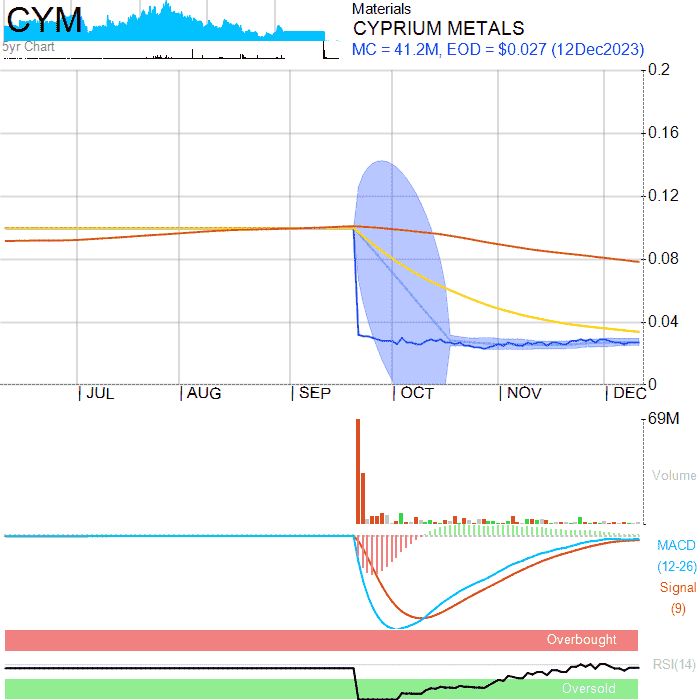 CYM
5yr Chart
Materials
CYPRIUM METALS
MC = 41.2M, EOD = $0.027 (12Dec2023)
0.2
0.16
0.12
0.08
0.04
0
JUL
AUG
SEP
OCT
NOV
DEC
69M
Volume
MACD
(12-26)
Signal
(9)
Overbought
RSI(14)
Oversold